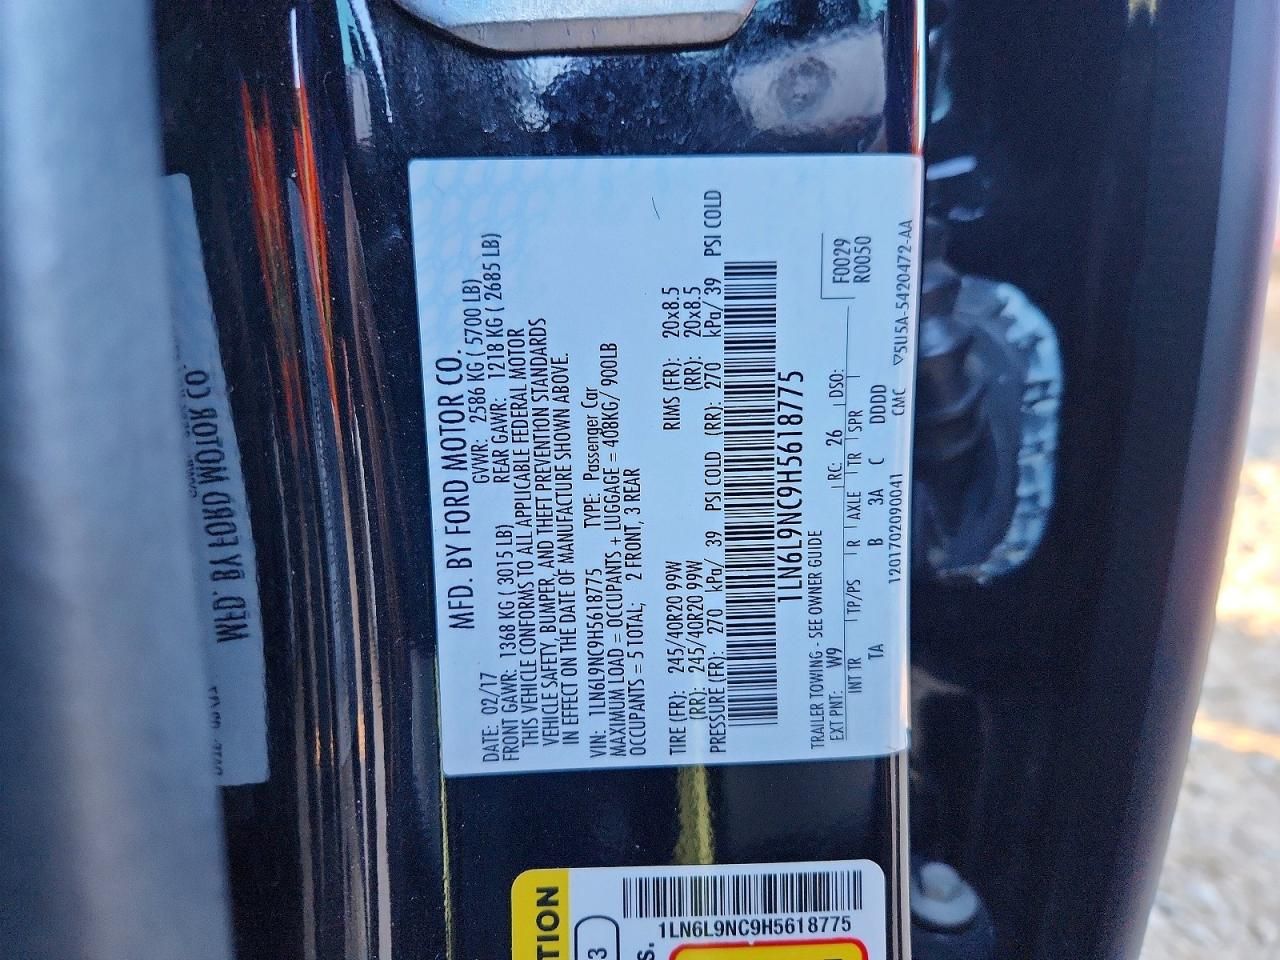 MFD. BY FORD MOTOR CO.
DATE: 02/17 GVWR: 2586 KG ( 5700 LB)
FRONT GAWR: 1368 KG ( 3015 LB) REAR GAWR: 1218 KG ( 2685 LB)
THIS VEHICLE CONFORMS TO ALL APPLICABLE FEDERAL MOTOR
VEHICLE SAFETY, BUMPER, AND THEFT PREVENTION STANDARDS
IN EFFECT ON THE DATE OF MANUFACTURE SHOWN ABOVE.
VIN: 1LN6L9NC9H5618775 TYPE: Passenger Car
MAXIMUM LOAD = OCCUPANTS + LUGGAGE = 408KG/ 900LB
OCCUPANTS = 5 TOTAL; 2 FRONT, 3 REAR
TIRE (FR): 245/40R20 99W RIMS (FR): 20x8.5
(RR): 245/40R20 99W (RR): 20x8.5
PRESSURE (FR): 270 kPa/ 39 PSI COLD (RR): 270 kPa/ 39 PSI COLD
1LN6L9NC9H5618775
TRAILER TOWING - SEE OWNER GUIDE
F0029
R0050
EXT PNT: W9 RC: 26 DSO:
INT TR TP/PS R AXLE TR SPR
TA B 3A C DDDD
1201702090041 CMC ▽5U5A-5420472-AA
TION
3
s.
1LN6L9NC9H5618775
MFD. BY FORD MOTOR CO.